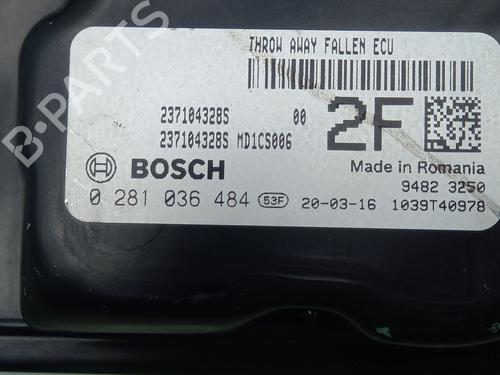 THROW AWAY FALLEN ECU
237104328S 00
237104328S MD1CS006
2F
BOSCH
Made in Romania
9482 3250
0 281 036 484 53F 20-03-16 1039T40978
B-PARTS